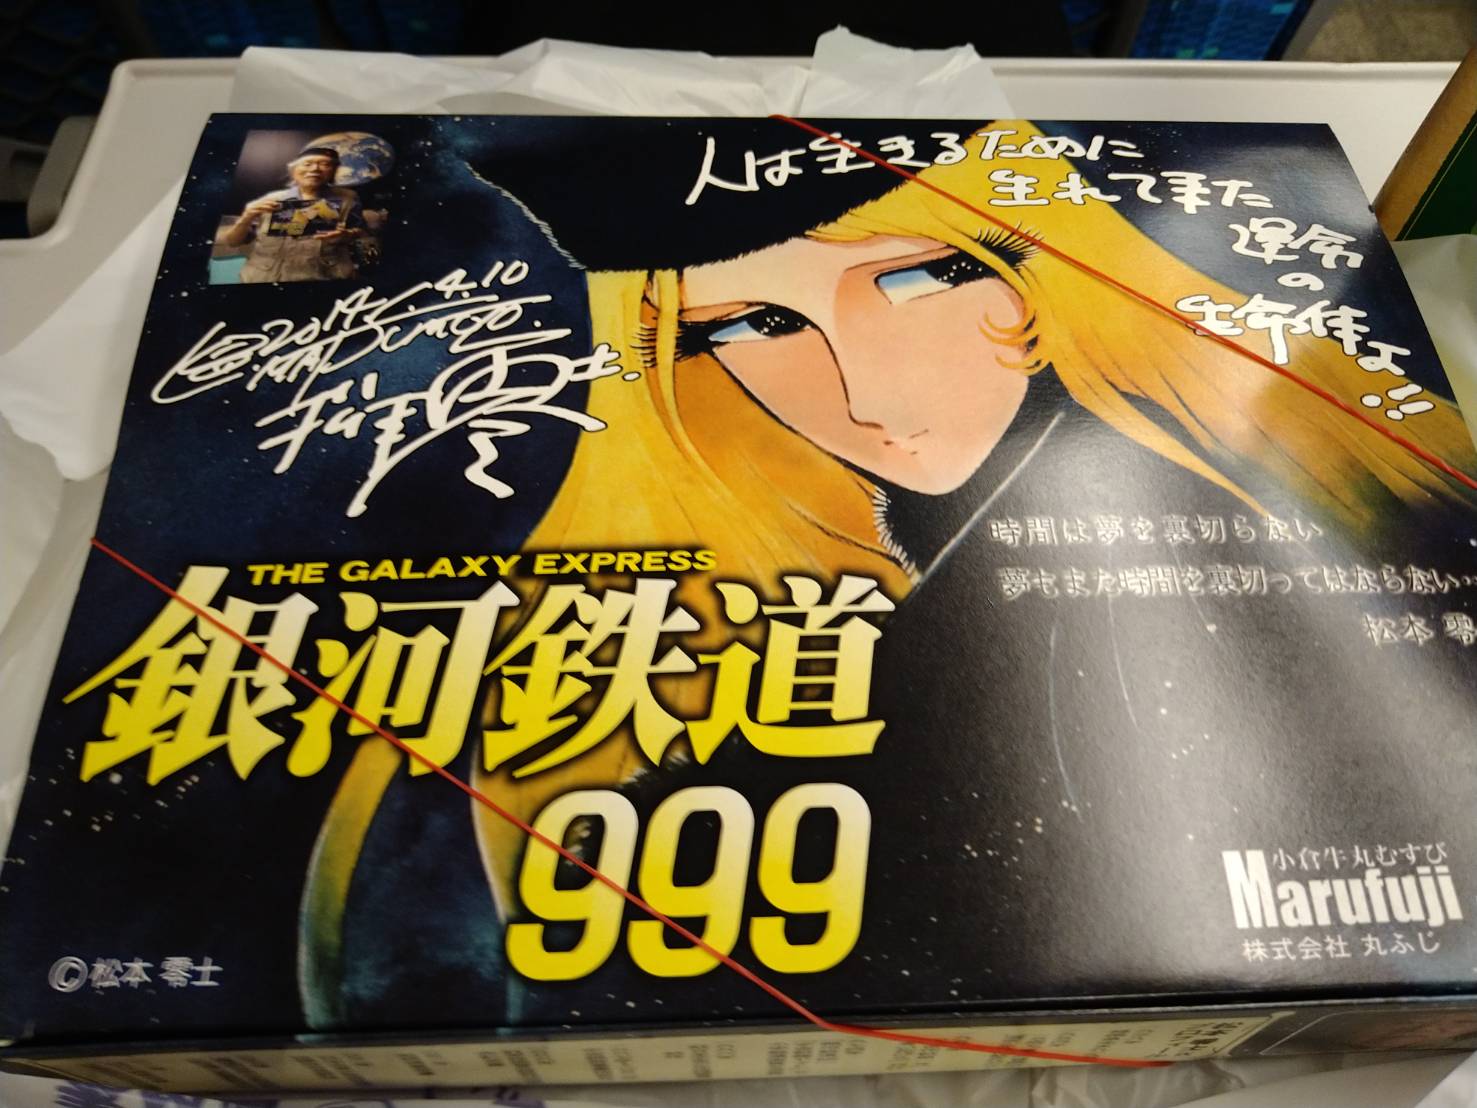 人は生きるために
生れて来た
運命
の
生命体よ!!
2014 4.10
松本零士
時間は夢を裏切らない
夢もまた時間を裏切ってはならない…
松本 零
THE GALAXY EXPRESS
銀河鉄道
999
小倉牛丸むすび
Marufuji
株式会社 丸ふじ
©松本 零士